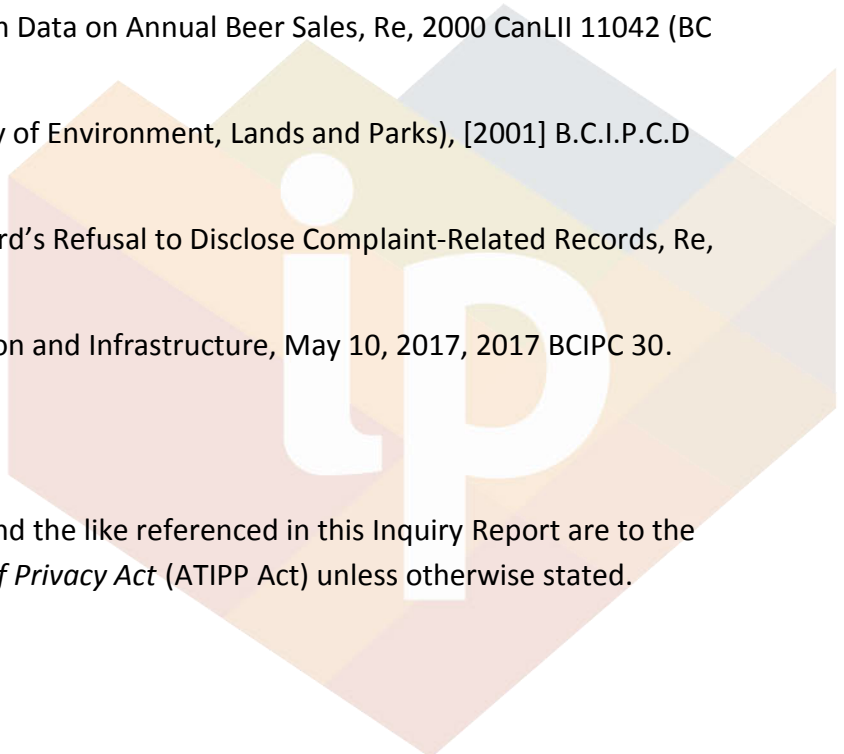 n Data on Annual Beer Sales, Re, 2000 CanLII 11042 (BC
y of Environment, Lands and Parks), [2001] B.C.I.P.C.D
rd's Refusal to Disclose Complaint-Related Records, Re,
on and Infrastructure, May 10, 2017, 2017 BCIPC 30.
ip
nd the like referenced in this Inquiry Report are to the
f Privacy Act (ATIPP Act) unless otherwise stated.